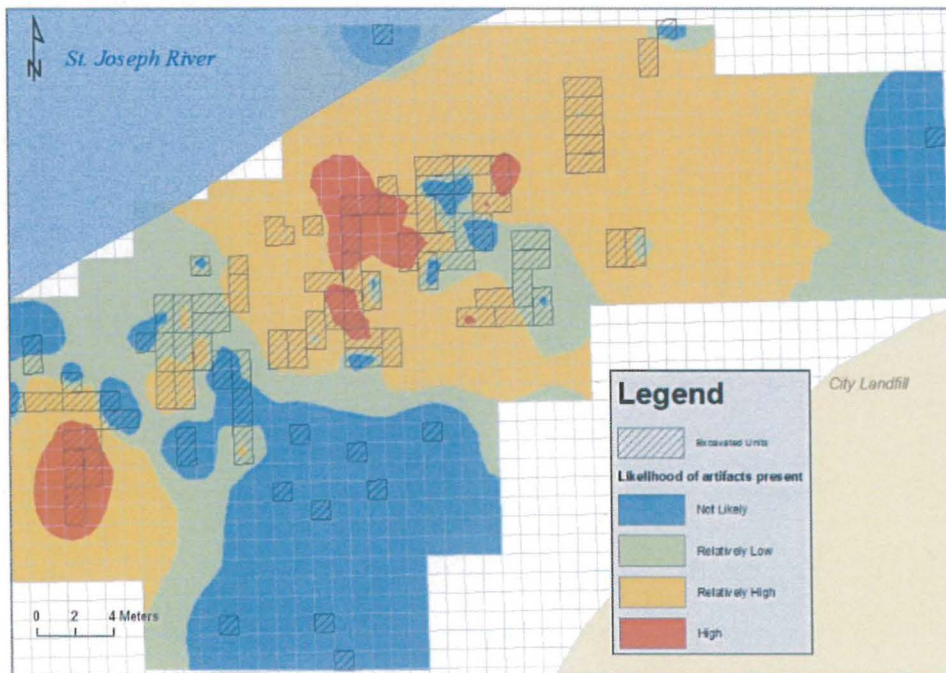 N
St. Joseph River
City Landfill
Legend
Excavated Units
Likelihood of artifacts present
Not Likely
Relatively Low
Relatively High
High
0 2 4 Meters